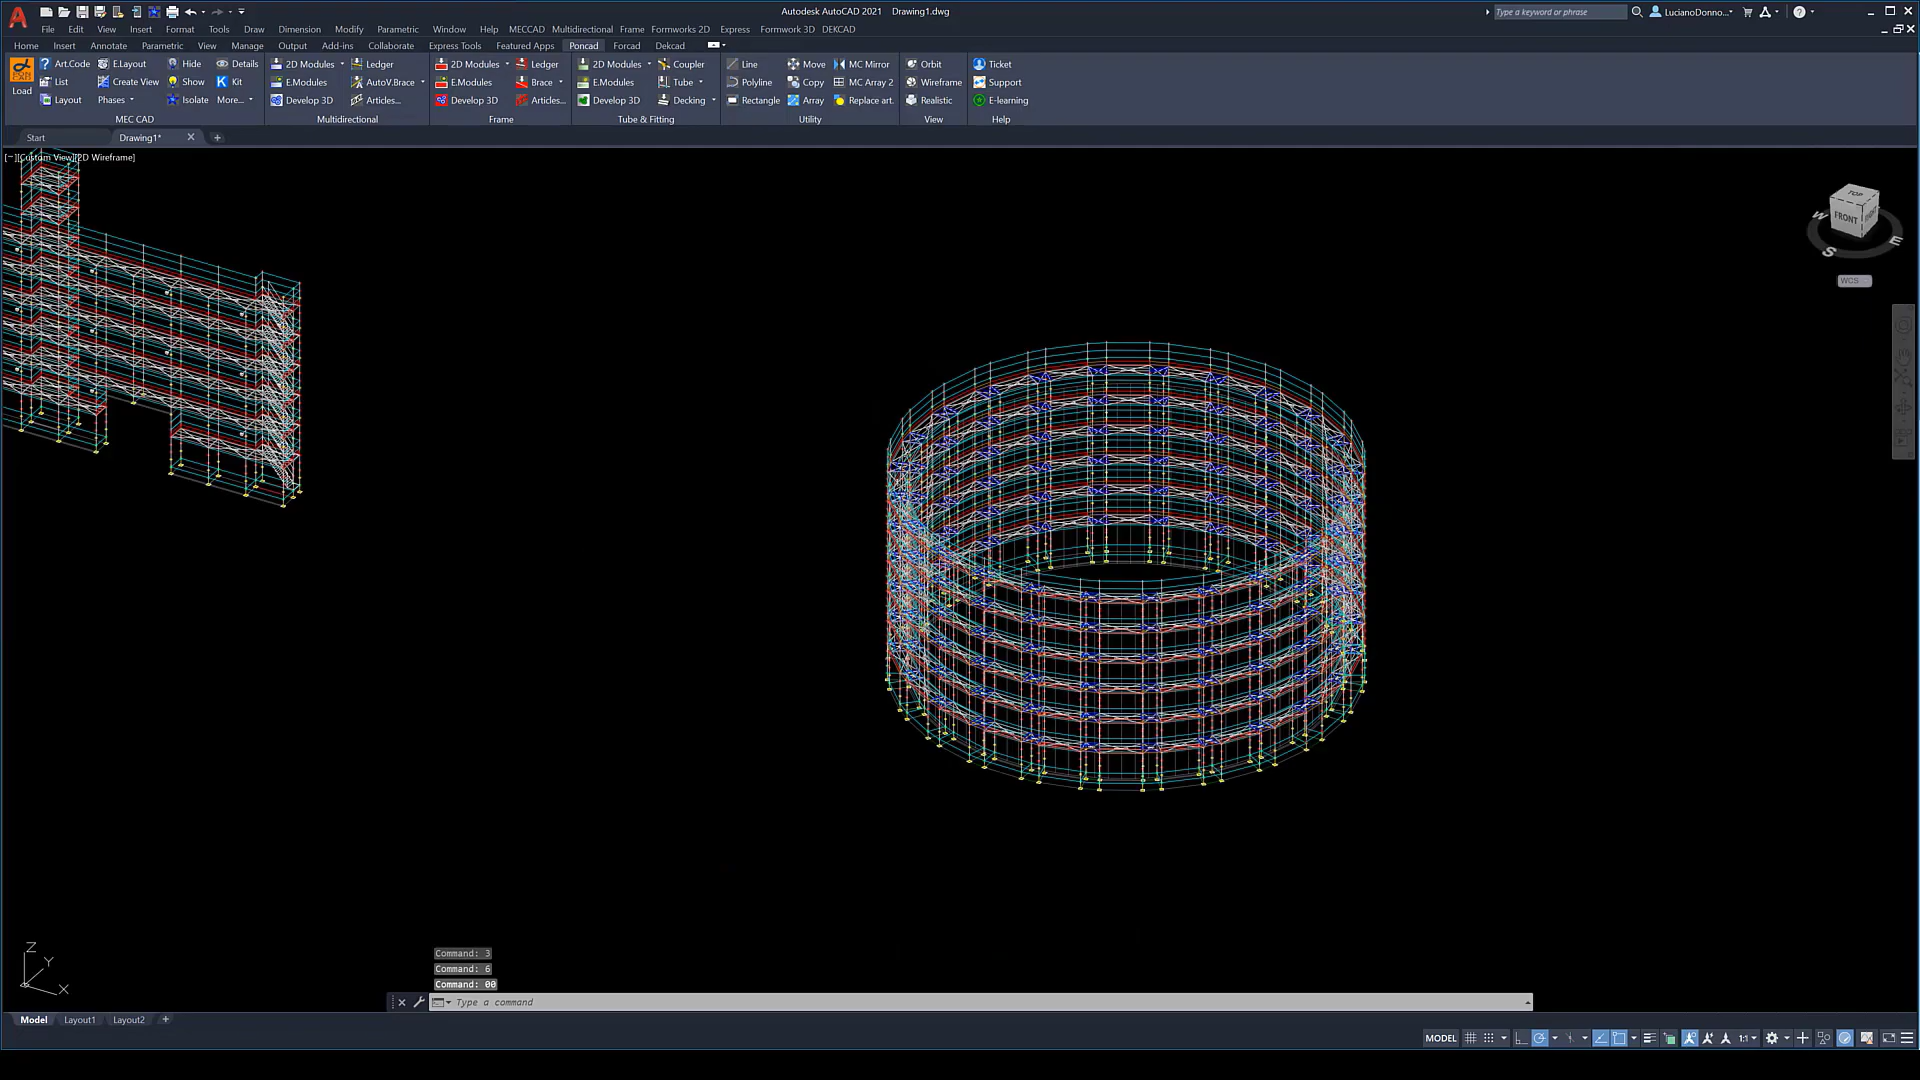 Autodesk AutoCAD 2021 Drawing1.dwg
Type a keyword or phrase
LucianoDonno...
File Edit View Insert Format Tools Draw Dimension Modify Parametric Window Help MECCAD Multidirectional Frame Formworks 2D Express Formwork 3D DEKCAD
Home Insert Annotate Parametric View Manage Output Add-ins Collaborate Express Tools Featured Apps Poncad Forcad Dekcad
Load
Art.Code E.Layout Hide Details
List Create View Show Kit
Layout Phases Isolate More...
MEC CAD
2D Modules Ledger
E.Modules AutoV.Brace
Develop 3D Articles...
Multidirectional
2D Modules Ledger
E.Modules Brace
Develop 3D Articles...
Frame
2D Modules Coupler
E.Modules Tube
Develop 3D Decking
Tube & Fitting
Line Move MC Mirror
Polyline Copy MC Array 2
Rectangle Array Replace art.
Utility
Orbit
Wireframe
Realistic
View
Ticket
Support
E-learning
Help
Start Drawing1*
[−][Custom View][2D Wireframe]
TOP
FRONT
RIGHT
W
S
E
WCS
Z
Y
X
Command: 3
Command: 6
Command: 00
Type a command
Model Layout1 Layout2
MODEL
1:1